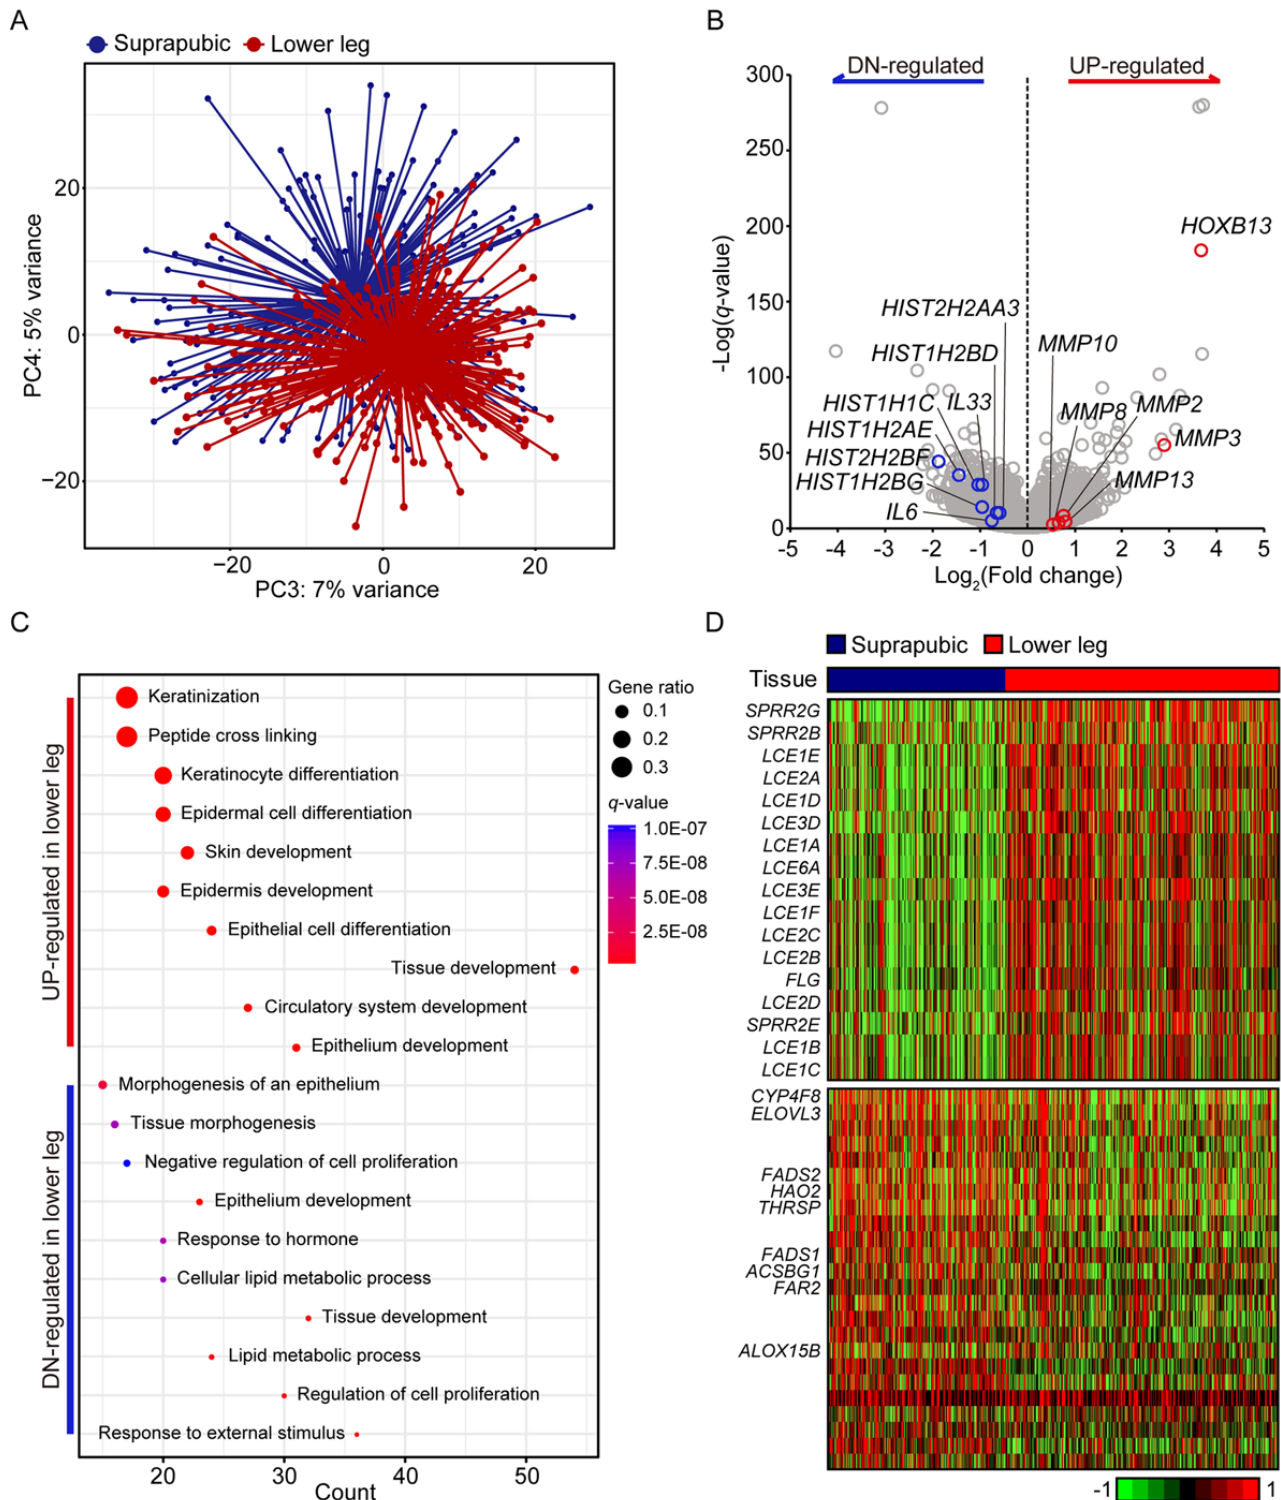 A
Suprapubic Lower leg
PC4: 5% variance
20
0
−20
−20 0 20
PC3: 7% variance
B
DN-regulated UP-regulated
-Log(q-value)
300
250
200
150
100
50
0
HOXB13
HIST2H2AA3
HIST1H2BD
MMP10
HIST1H1C
IL33
MMP8
MMP2
HIST1H2AE
MMP3
HIST2H2BF
HIST1H2BG
MMP13
IL6
-5 -4 -3 -2 -1 0 1 2 3 4 5
Log2(Fold change)
C
UP-regulated in lower leg
Keratinization
Peptide cross linking
Keratinocyte differentiation
Epidermal cell differentiation
Skin development
Epidermis development
Epithelial cell differentiation
Tissue development
Circulatory system development
Epithelium development
DN-regulated in lower leg
Morphogenesis of an epithelium
Tissue morphogenesis
Negative regulation of cell proliferation
Epithelium development
Response to hormone
Cellular lipid metabolic process
Tissue development
Lipid metabolic process
Regulation of cell proliferation
Response to external stimulus
20 30 40 50
Count
Gene ratio
0.1
0.2
0.3
q-value
1.0E-07
7.5E-08
5.0E-08
2.5E-08
D
Suprapubic Lower leg
Tissue
SPRR2G
SPRR2B
LCE1E
LCE2A
LCE1D
LCE3D
LCE1A
LCE6A
LCE3E
LCE1F
LCE2C
LCE2B
FLG
LCE2D
SPRR2E
LCE1B
LCE1C
CYP4F8
ELOVL3
FADS2
HAO2
THRSP
FADS1
ACSBG1
FAR2
ALOX15B
-1 1